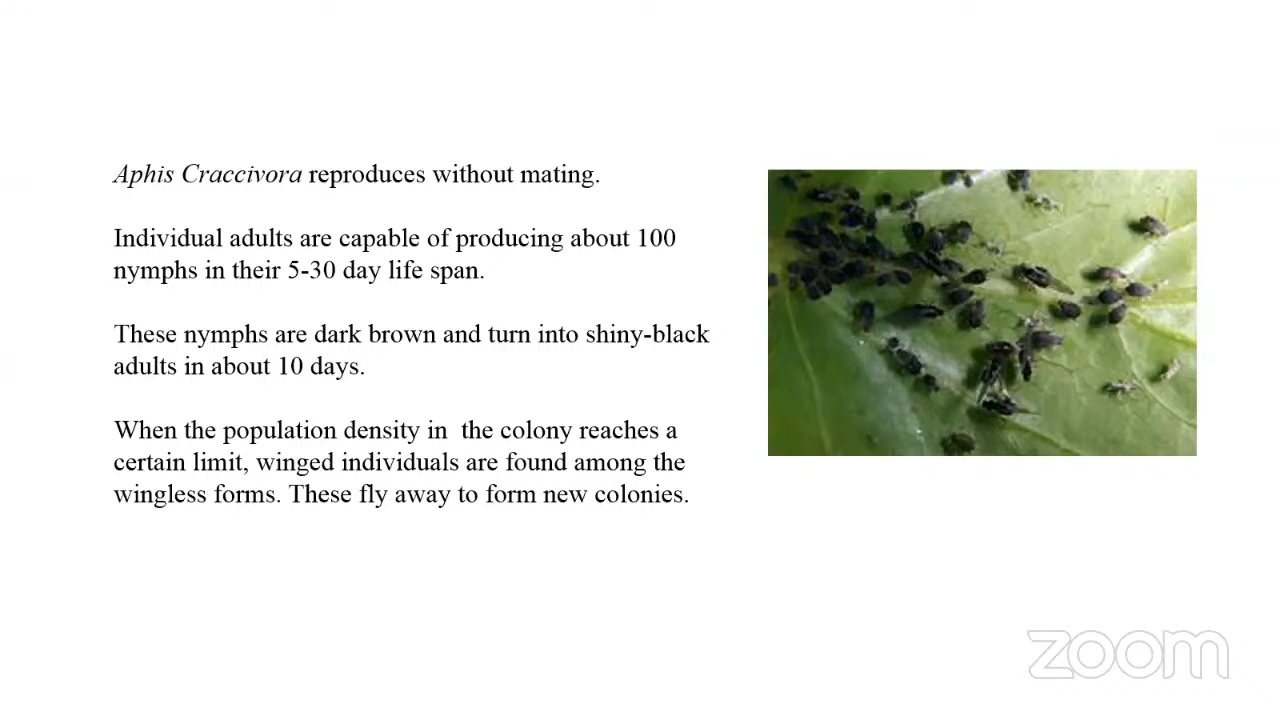 Aphis Craccivora reproduces without mating.
Individual adults are capable of producing about 100
nymphs in their 5-30 day life span.
These nymphs are dark brown and turn into shiny-black
adults in about 10 days.
When the population density in  the colony reaches a
certain limit, winged individuals are found among the
wingless forms. These fly away to form new colonies.
zoom